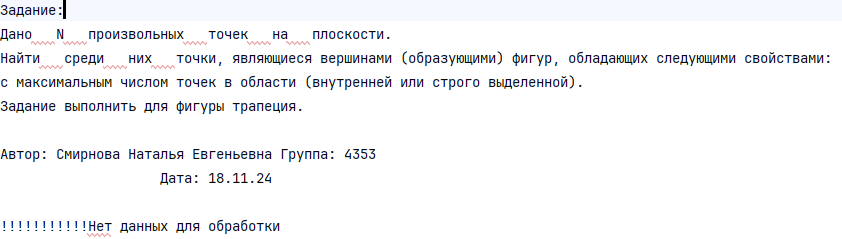 Задание:
Дано N произвольных точек на плоскости.
Найти среди них точки, являющиеся вершинами (образующими) фигур, обладающих следующими свойствами:
с максимальным числом точек в области (внутренней или строго выделенной).
Задание выполнить для фигуры трапеция.
Автор: Смирнова Наталья Евгеньевна Группа: 4353
Дата: 18.11.24
!!!!!!!!!!!Нет данных для обработки